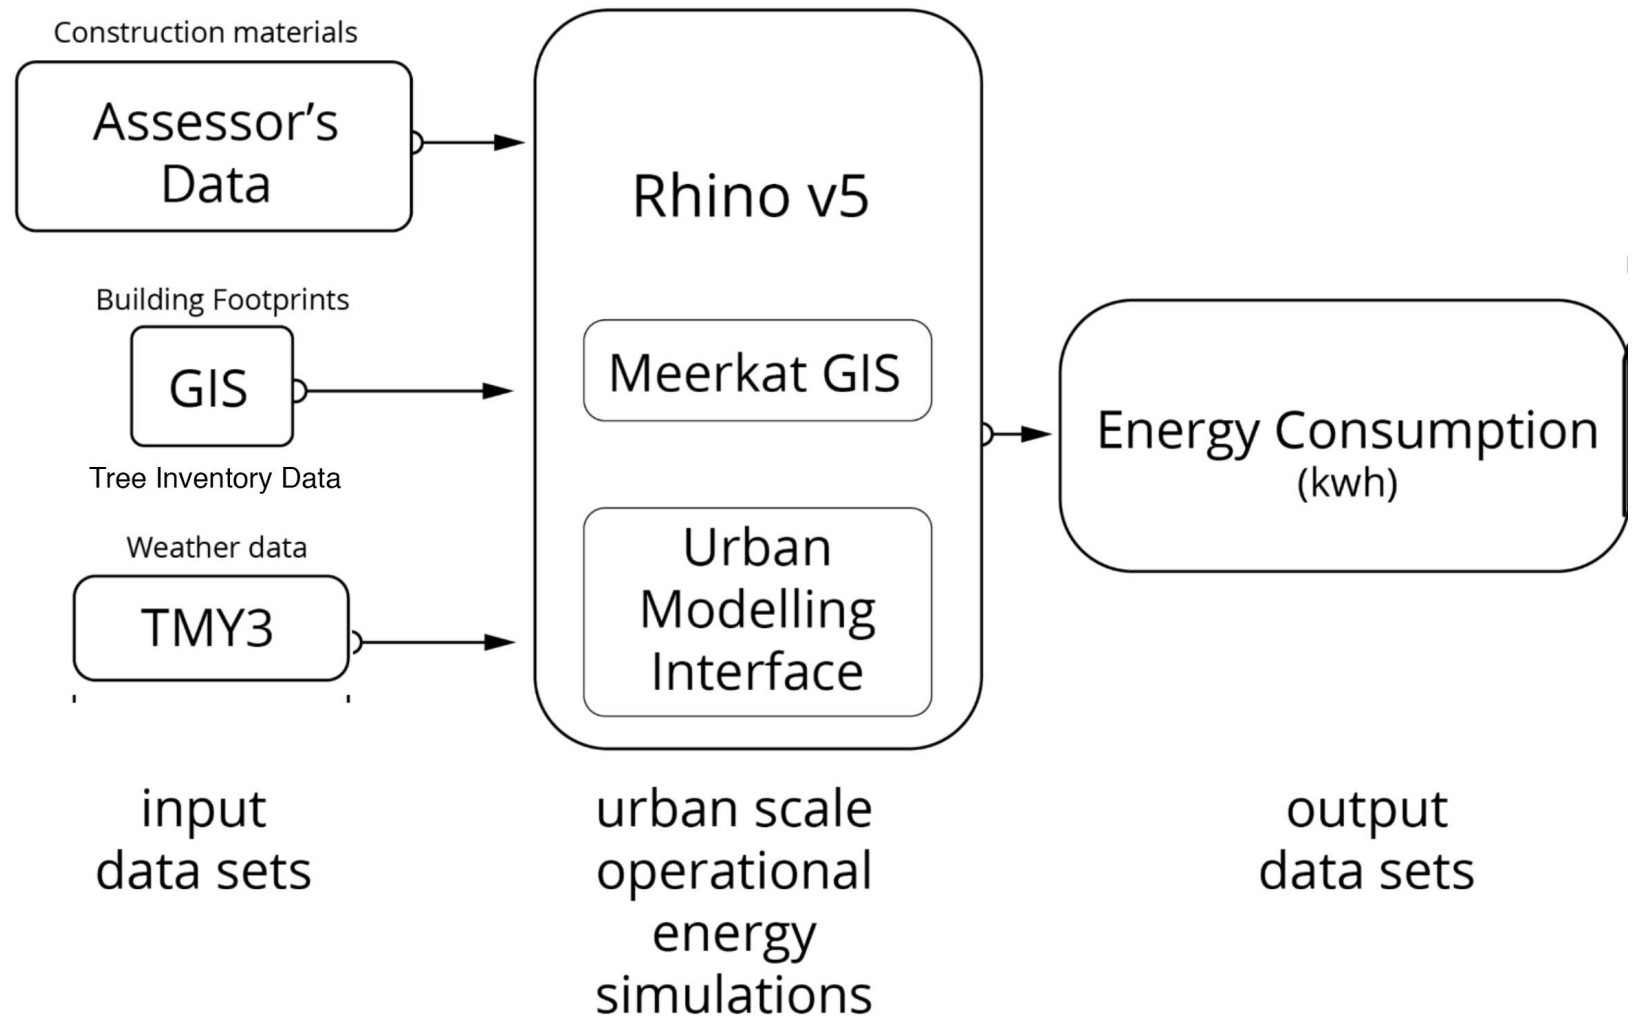 Construction materials
Assessor’s
Data
Building Footprints
GIS
Tree Inventory Data
Weather data
TMY3
input
data sets
Rhino v5
Meerkat GIS
Urban
Modelling
Interface
urban scale
operational
energy
simulations
Energy Consumption
(kwh)
output
data sets